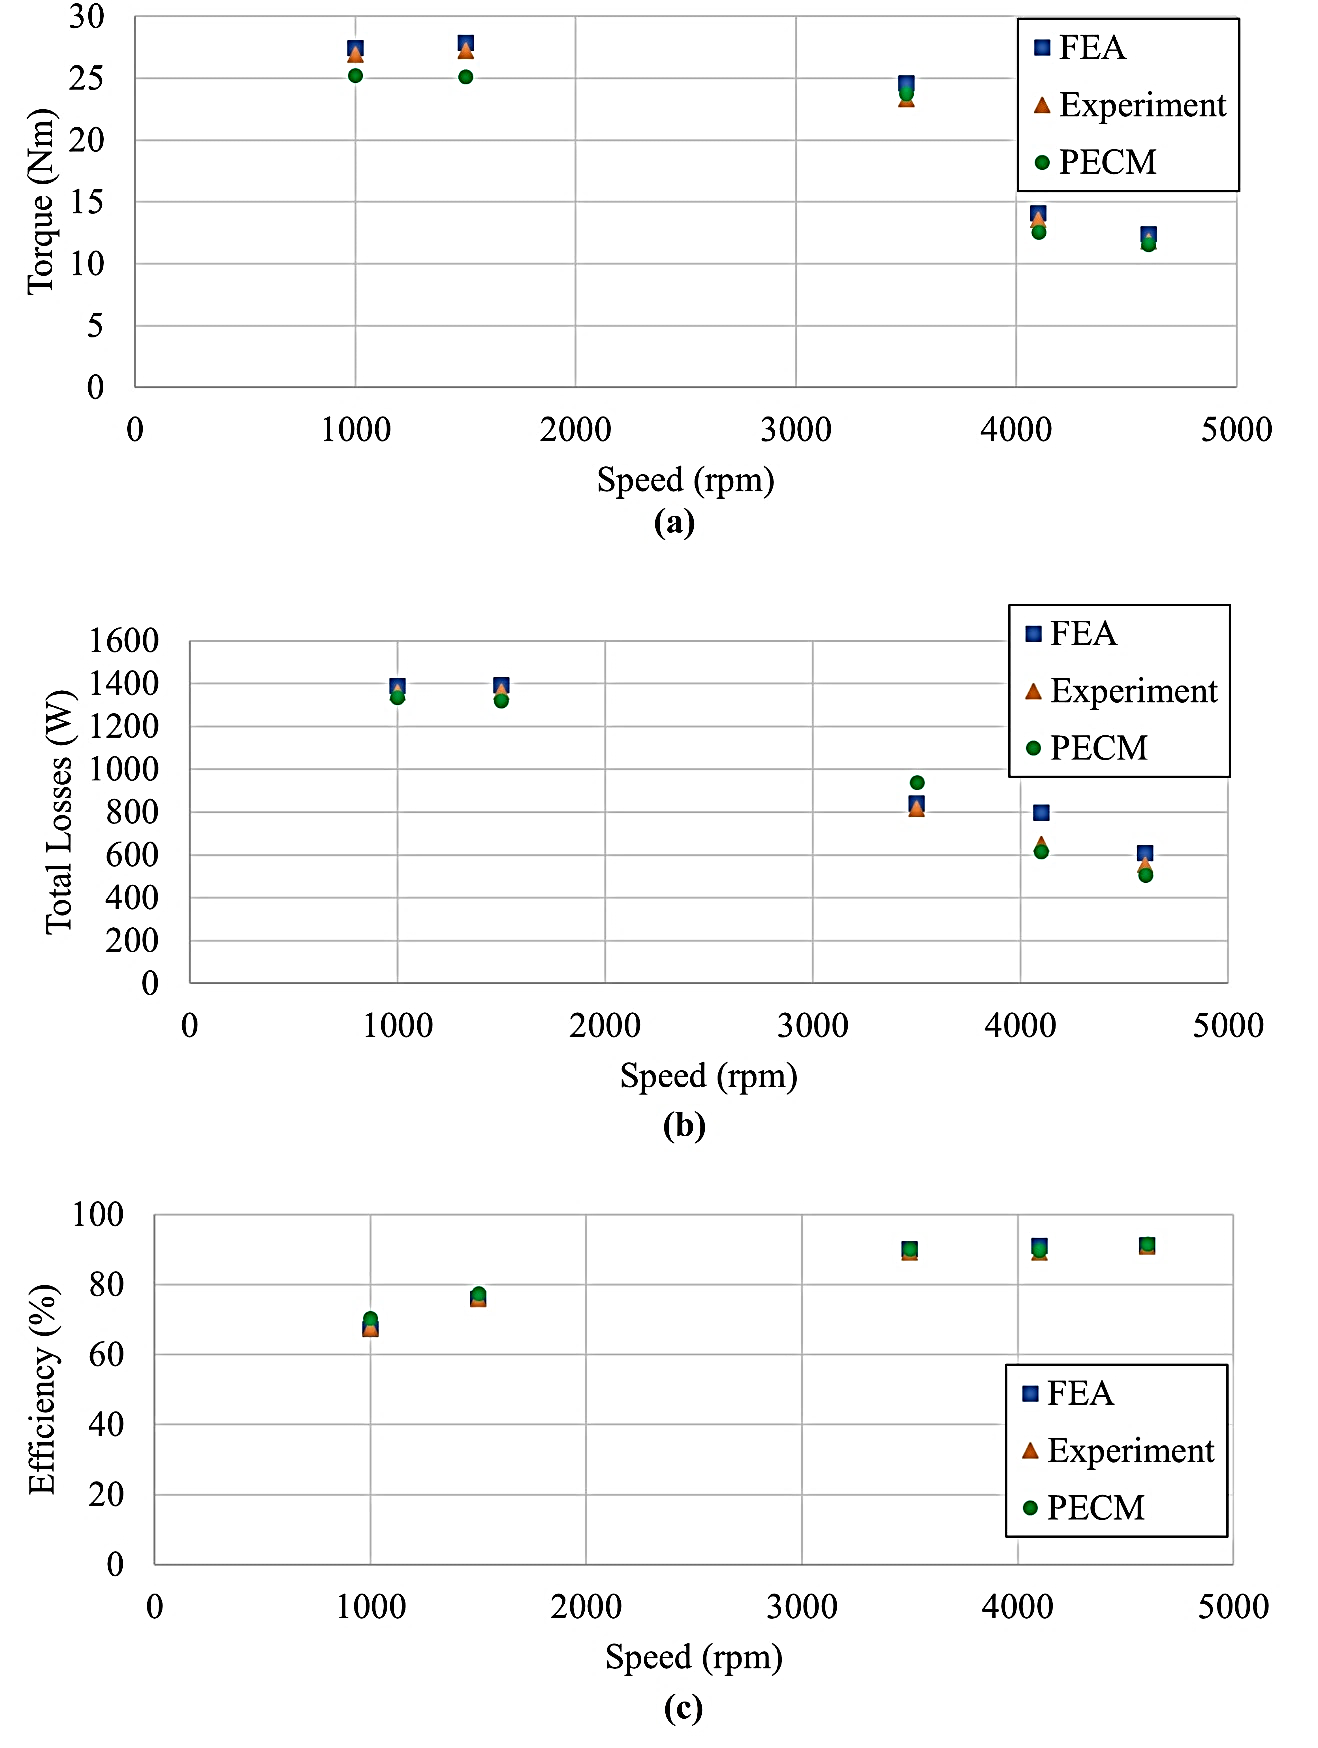 30
25
20
15
10
5
0
Torque (Nm)
FEA
Experiment
PECM
0 1000 2000 3000 4000 5000
Speed (rpm)
(a)
1600
1400
1200
1000
800
600
400
200
0
Total Losses (W)
FEA
Experiment
PECM
0 1000 2000 3000 4000 5000
Speed (rpm)
(b)
100
80
60
40
20
0
Efficiency (%)
FEA
Experiment
PECM
0 1000 2000 3000 4000 5000
Speed (rpm)
(c)